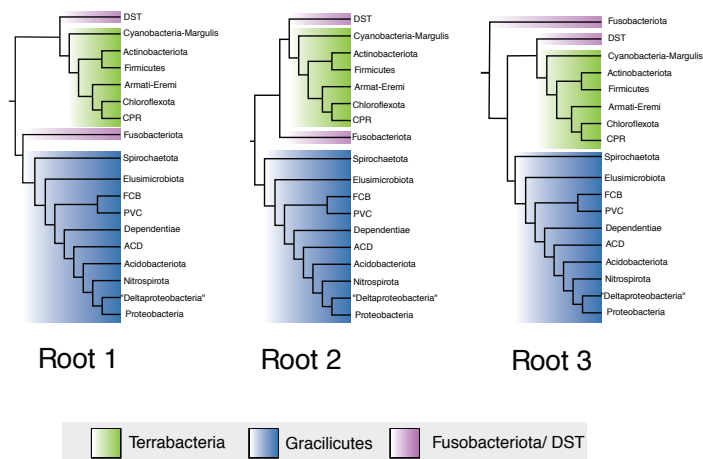 DST
Cyanobacteria-Margulis
Actinobacteriota
Firmicutes
Armati-Eremi
Chloroflexota
CPR
Fusobacteriota
Spirochaetota
Elusimicrobiota
FCB
PVC
Dependentiae
ACD
Acidobacteriota
Nitrospirota
"Deltaproteobacteria"
Proteobacteria
Root 1
DST
Cyanobacteria-Margulis
Actinobacteriota
Firmicutes
Armat-Eremi
Chloroflexota
CPR
Fusobacteriota
Spirochaetota
Elusimicrobiota
FCB
PVC
Dependentiae
ACD
Acidobacteriota
Nitrospirota
"Deltaproteobacteria"
Proteobacteria
Root 2
Fusobacteriota
DST
Cyanobacteria-Margulis
Actinobacteriota
Firmicutes
Armati-Eremi
Chloroflexota
CPR
Spirochaetota
Elusimicrobiota
FCB
PVC
Dependentiae
ACD
Acidobacteriota
Nitrospirota
"Deltaproteobacteria"
Proteobacteria
Root 3
Terrabacteria
Gracilicutes
Fusobacteriota/ DST